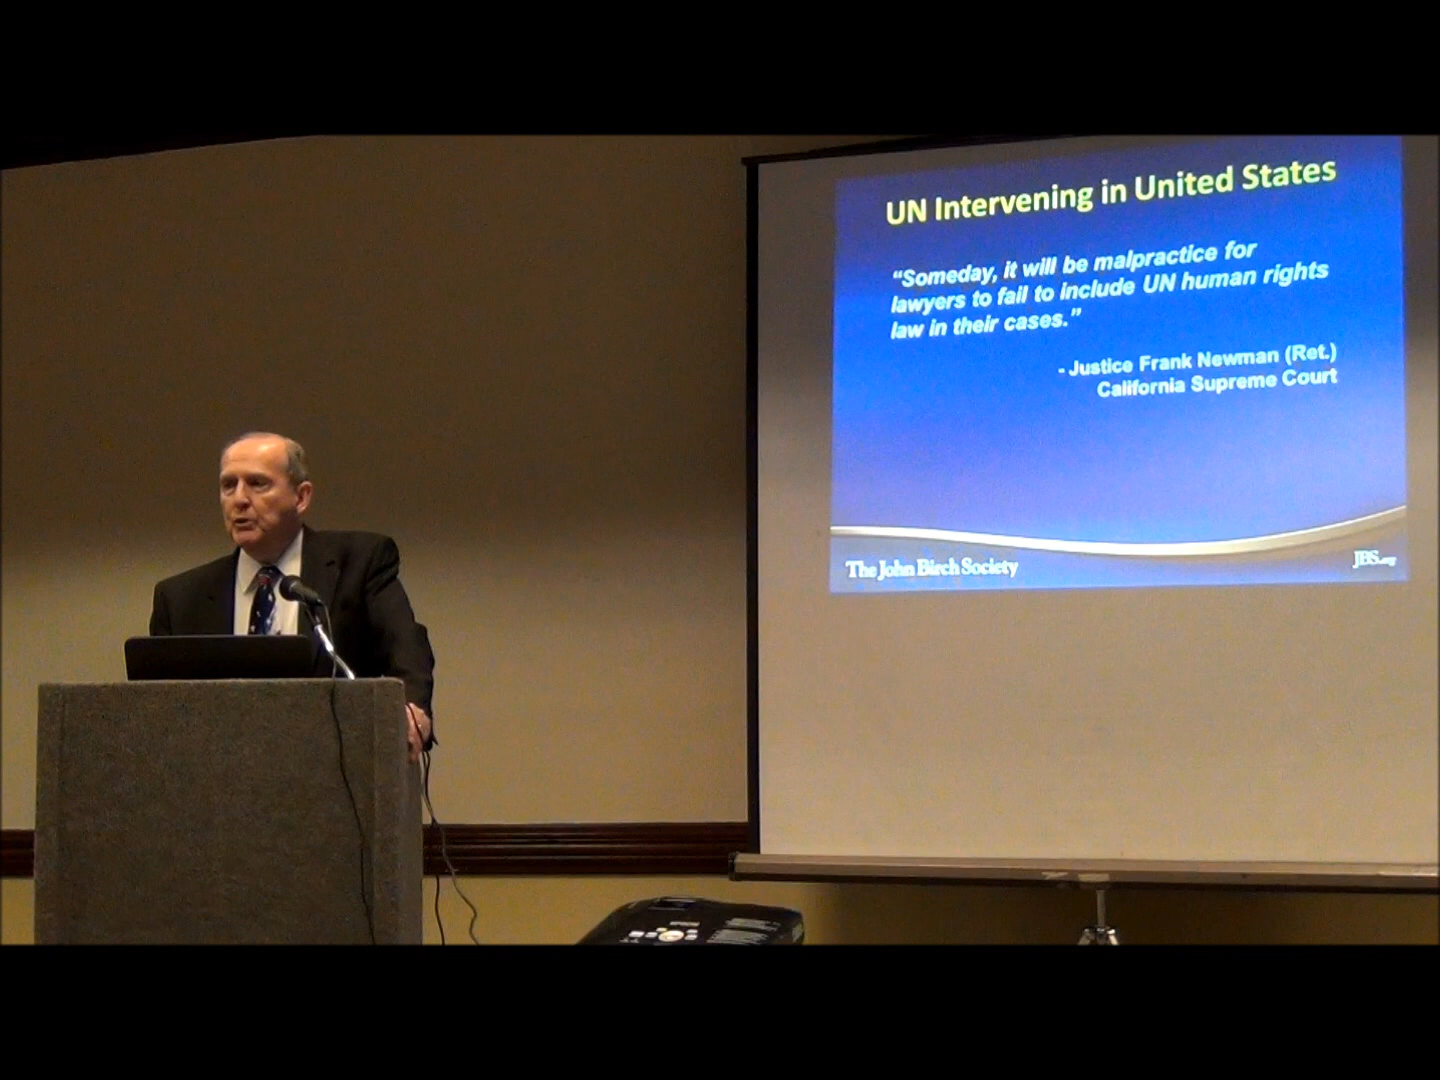 UN Intervening in United States
“Someday, it will be malpractice for
lawyers to fail to include UN human rights
law in their cases.”
- Justice Frank Newman (Ret.)
California Supreme Court
The John Birch Society
JBS.org